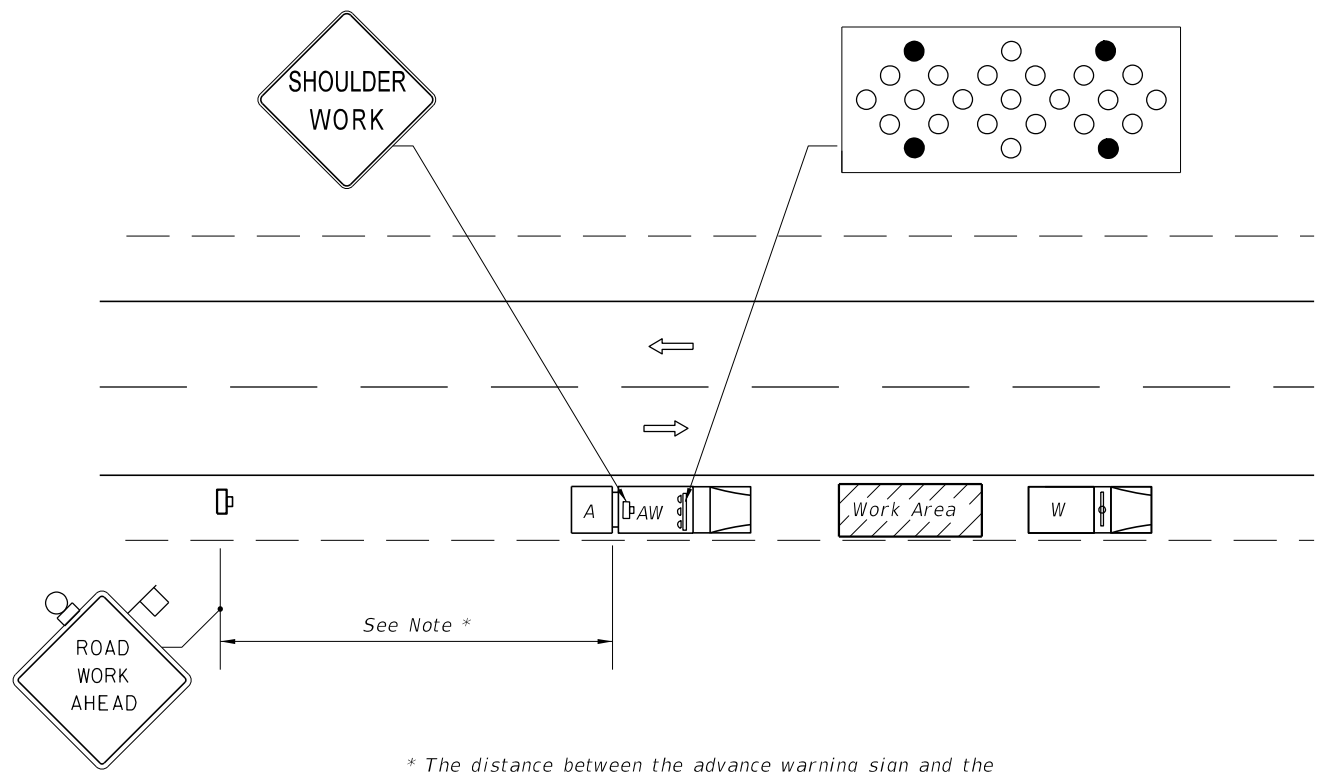 SHOULDER
WORK
A
AW
Work Area
W
See Note *
ROAD
WORK
AHEAD
* The distance between the advance warning sign and the